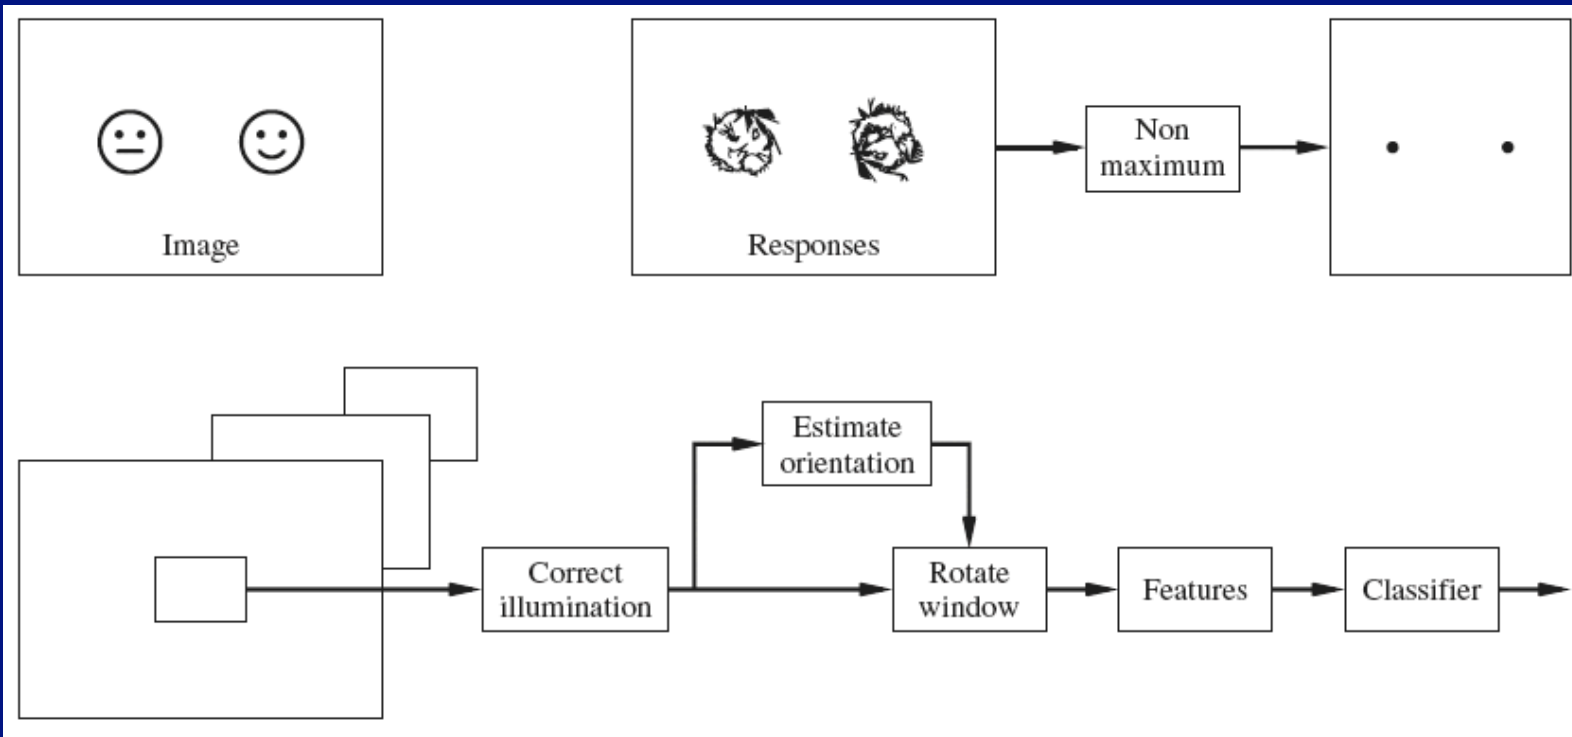 Non
maximum
Image
Responses
Estimate
orientation
Correct
illumination
Rotate
window
Features
Classifier